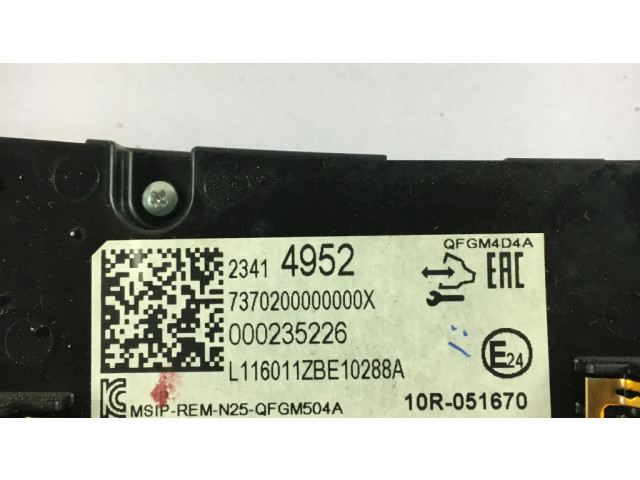 QFGM4D4A
2341 4952
EAC
7370200000000X
000235226
E24
L116011ZBE10288A
MSIP-REM-N25-QFGM504A
10R-051670